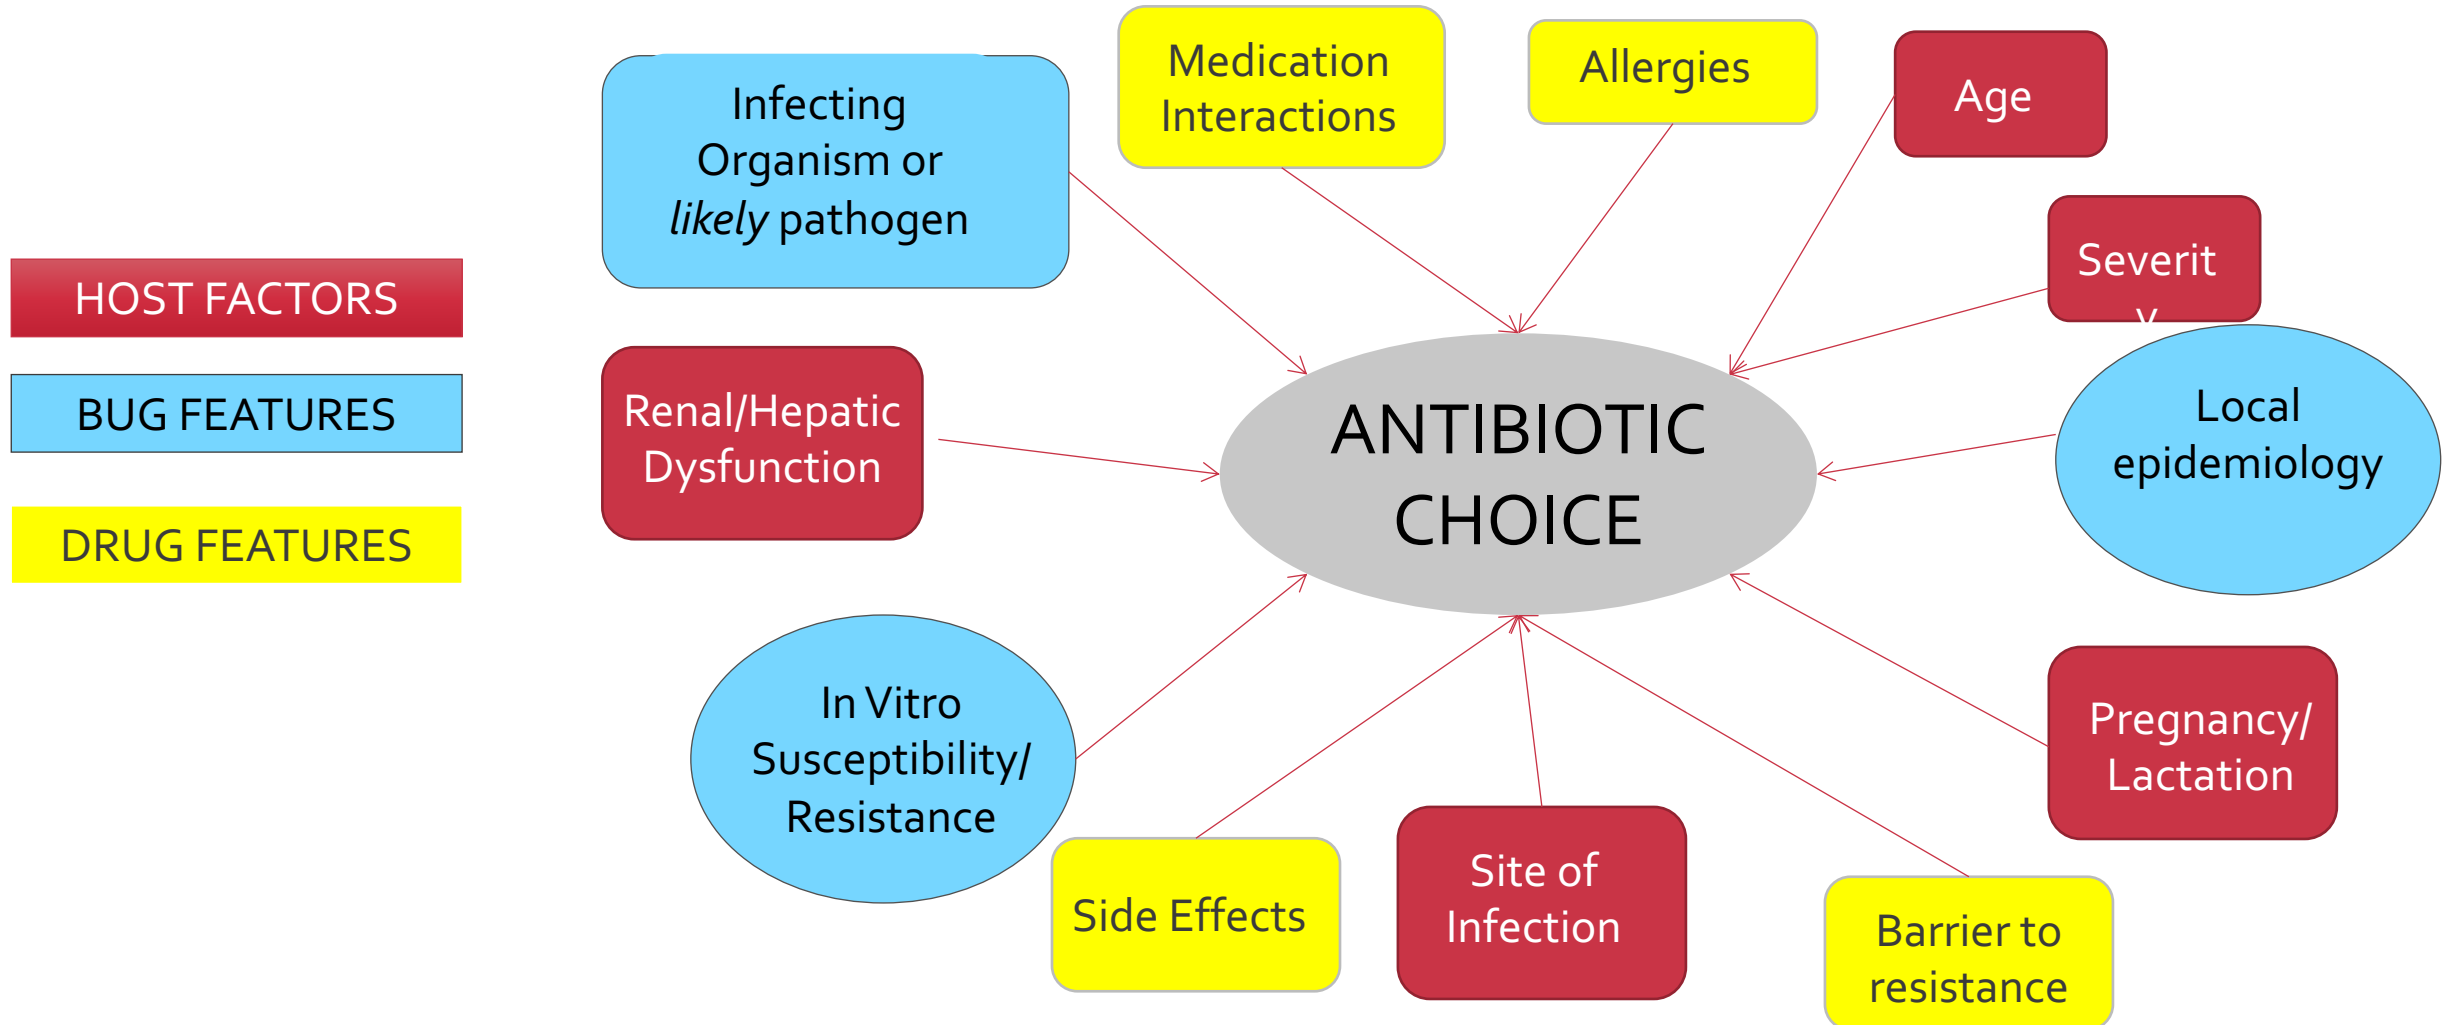 HOST FACTORS
BUG FEATURES
DRUG FEATURES
Infecting
Organism or
likely pathogen
Medication
Interactions
Allergies
Age
Severit
y
Renal/Hepatic
Dysfunction
ANTIBIOTIC
CHOICE
Local
epidemiology
In Vitro
Susceptibility/
Resistance
Side Effects
Site of
Infection
Pregnancy/
Lactation
Barrier to
resistance